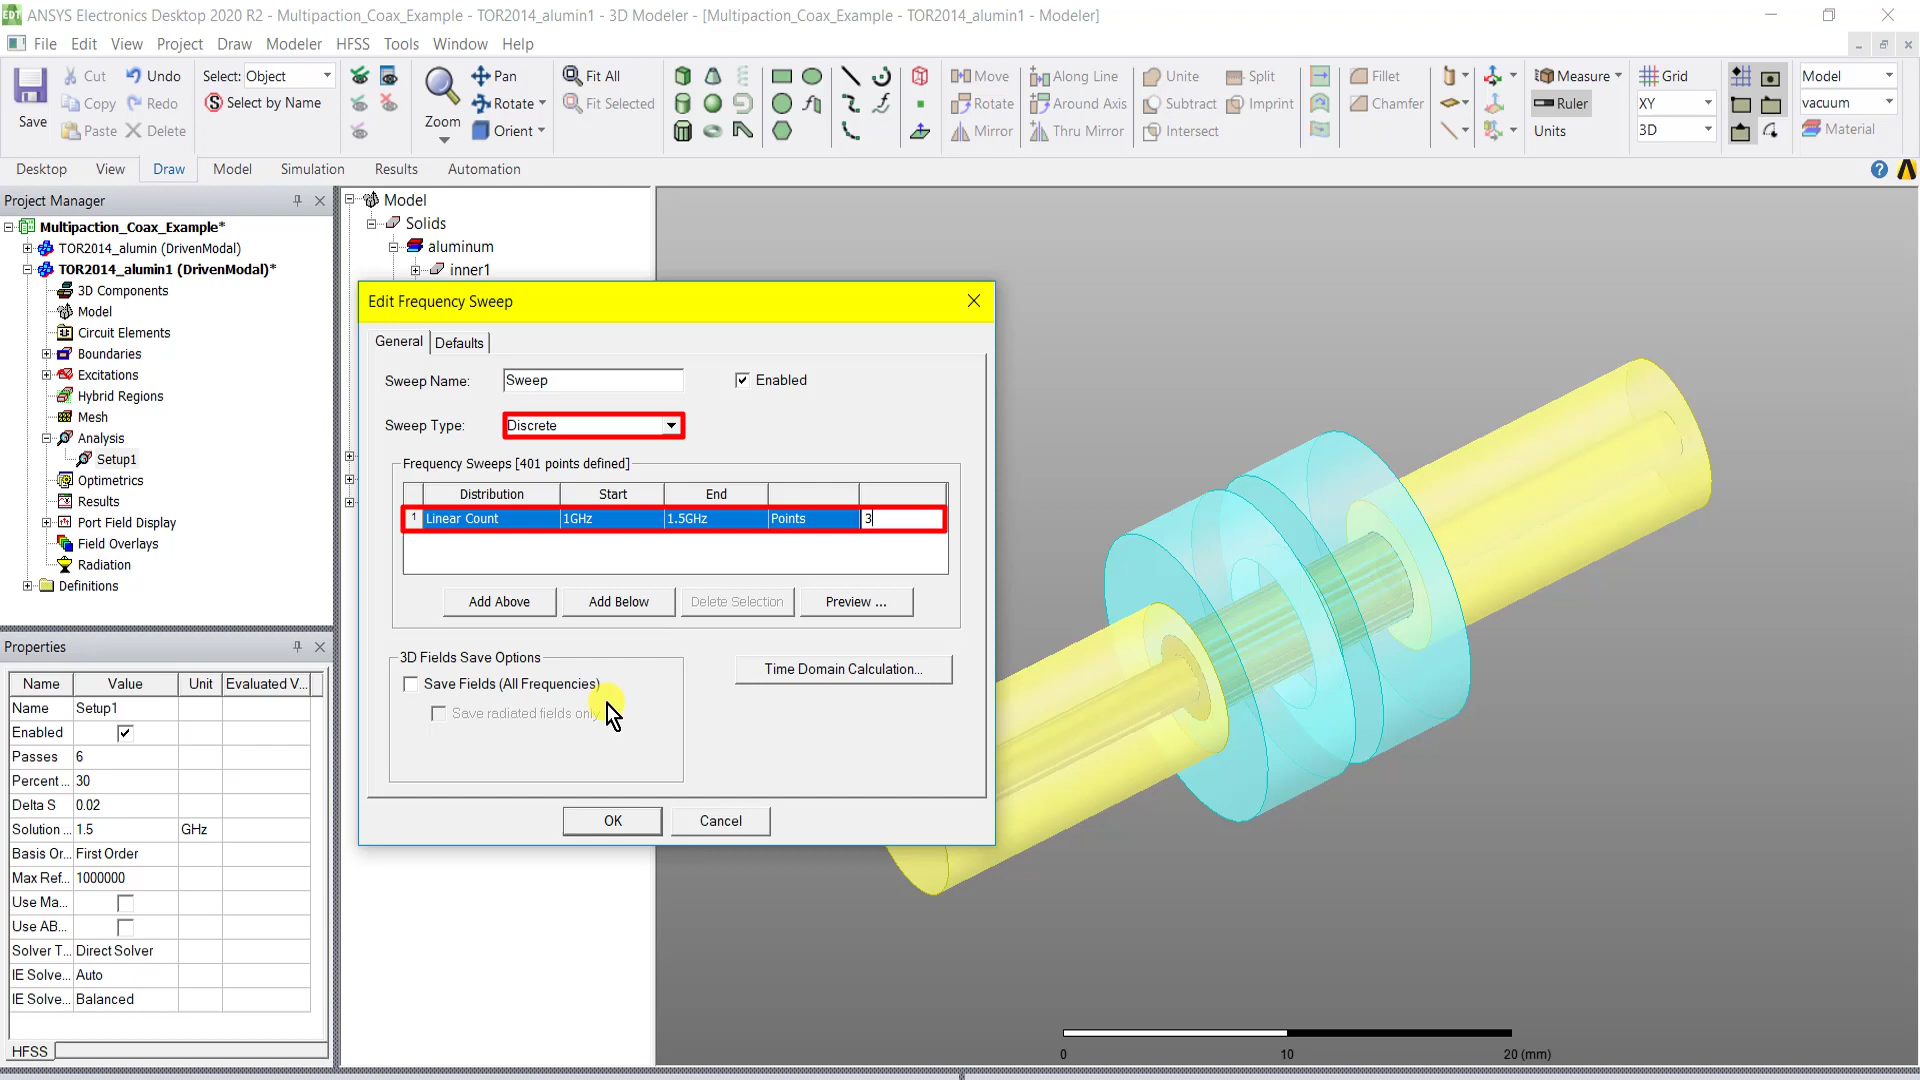 ANSYS Electronics Desktop 2020 R2 - Multipaction_Coax_Example - TOR2014_alumin1 - 3D Modeler - [Multipaction_Coax_Example - TOR2014_alumin1 - Modeler]
File Edit View Project Draw Modeler HFSS Tools Window Help
Save
Cut
Copy
Paste
Undo
Redo
Delete
Select: Object
Select by Name
Zoom
Pan
Rotate
Orient
Fit All
Fit Selected
Move
Rotate
Mirror
Along Line
Around Axis
Thru Mirror
Unite
Subtract
Intersect
Split
Imprint
Fillet
Chamfer
Measure
Ruler
Units
Grid
XY
3D
Model
vacuum
Material
Desktop View Draw Model Simulation Results Automation
Project Manager
Multipaction_Coax_Example*
TOR2014_alumin (DrivenModal)
TOR2014_alumin1 (DrivenModal)*
3D Components
Model
Circuit Elements
Boundaries
Excitations
Hybrid Regions
Mesh
Analysis
Setup1
Optimetrics
Results
Port Field Display
Field Overlays
Radiation
Definitions
Properties
Name Value Unit Evaluated V...
Name Setup1
Enabled
Passes 6
Percent ... 30
Delta S 0.02
Solution ... 1.5 GHz
Basis Or... First Order
Max Ref... 1000000
Use Ma...
Use AB...
Solver T... Direct Solver
IE Solve... Auto
IE Solve... Balanced
HFSS
Model
Solids
aluminum
inner1
Edit Frequency Sweep
General Defaults
Sweep Name: Sweep Enabled
Sweep Type: Discrete
Frequency Sweeps [401 points defined]
Distribution Start End
1 Linear Count 1GHz 1.5GHz Points 3
Add Above Add Below Delete Selection Preview ...
3D Fields Save Options
Save Fields (All Frequencies)
Save radiated fields only
Time Domain Calculation...
OK Cancel
0 10 20 (mm)